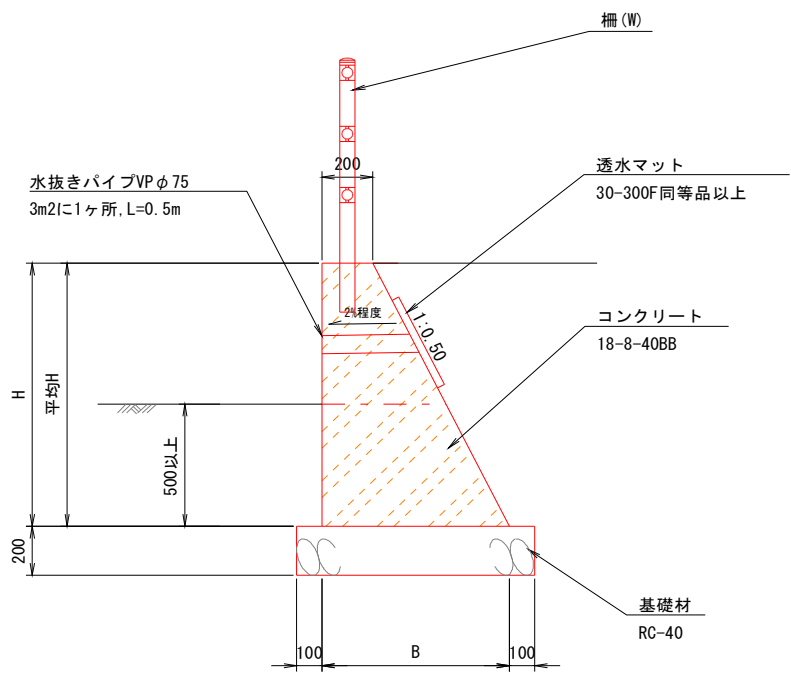 柵(W)
200
水抜きパイプVPφ75
3m2に1ヶ所,L=0.5m
透水マット
30-300F同等品以上
2%程度
1:0.50
コンクリート
18-8-40BB
H
平均H
500以上
200
基礎材
RC-40
100
B
100